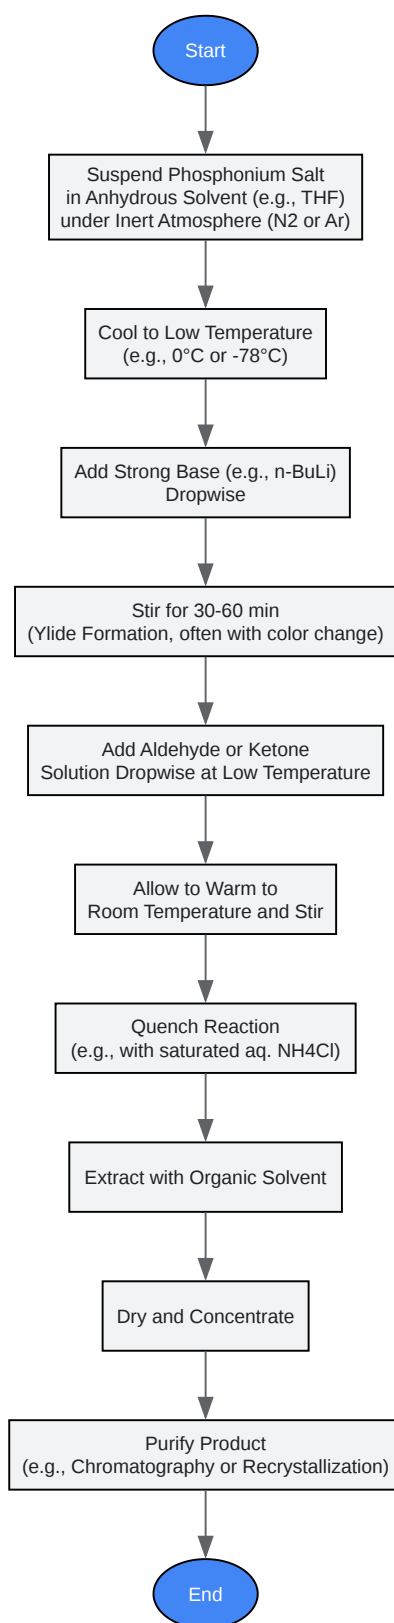 Start
Suspend Phosphonium Salt
in Anhydrous Solvent (e.g., THF)
under Inert Atmosphere (N2 or Ar)
Cool to Low Temperature
(e.g., 0°C or -78°C)
Add Strong Base (e.g., n-BuLi)
Dropwise
Stir for 30-60 min
(Ylide Formation, often with color change)
Add Aldehyde or Ketone
Solution Dropwise at Low Temperature
Allow to Warm to
Room Temperature and Stir
Quench Reaction
(e.g., with saturated aq. NH4Cl)
Extract with Organic Solvent
Dry and Concentrate
Purify Product
(e.g., Chromatography or Recrystallization)
End